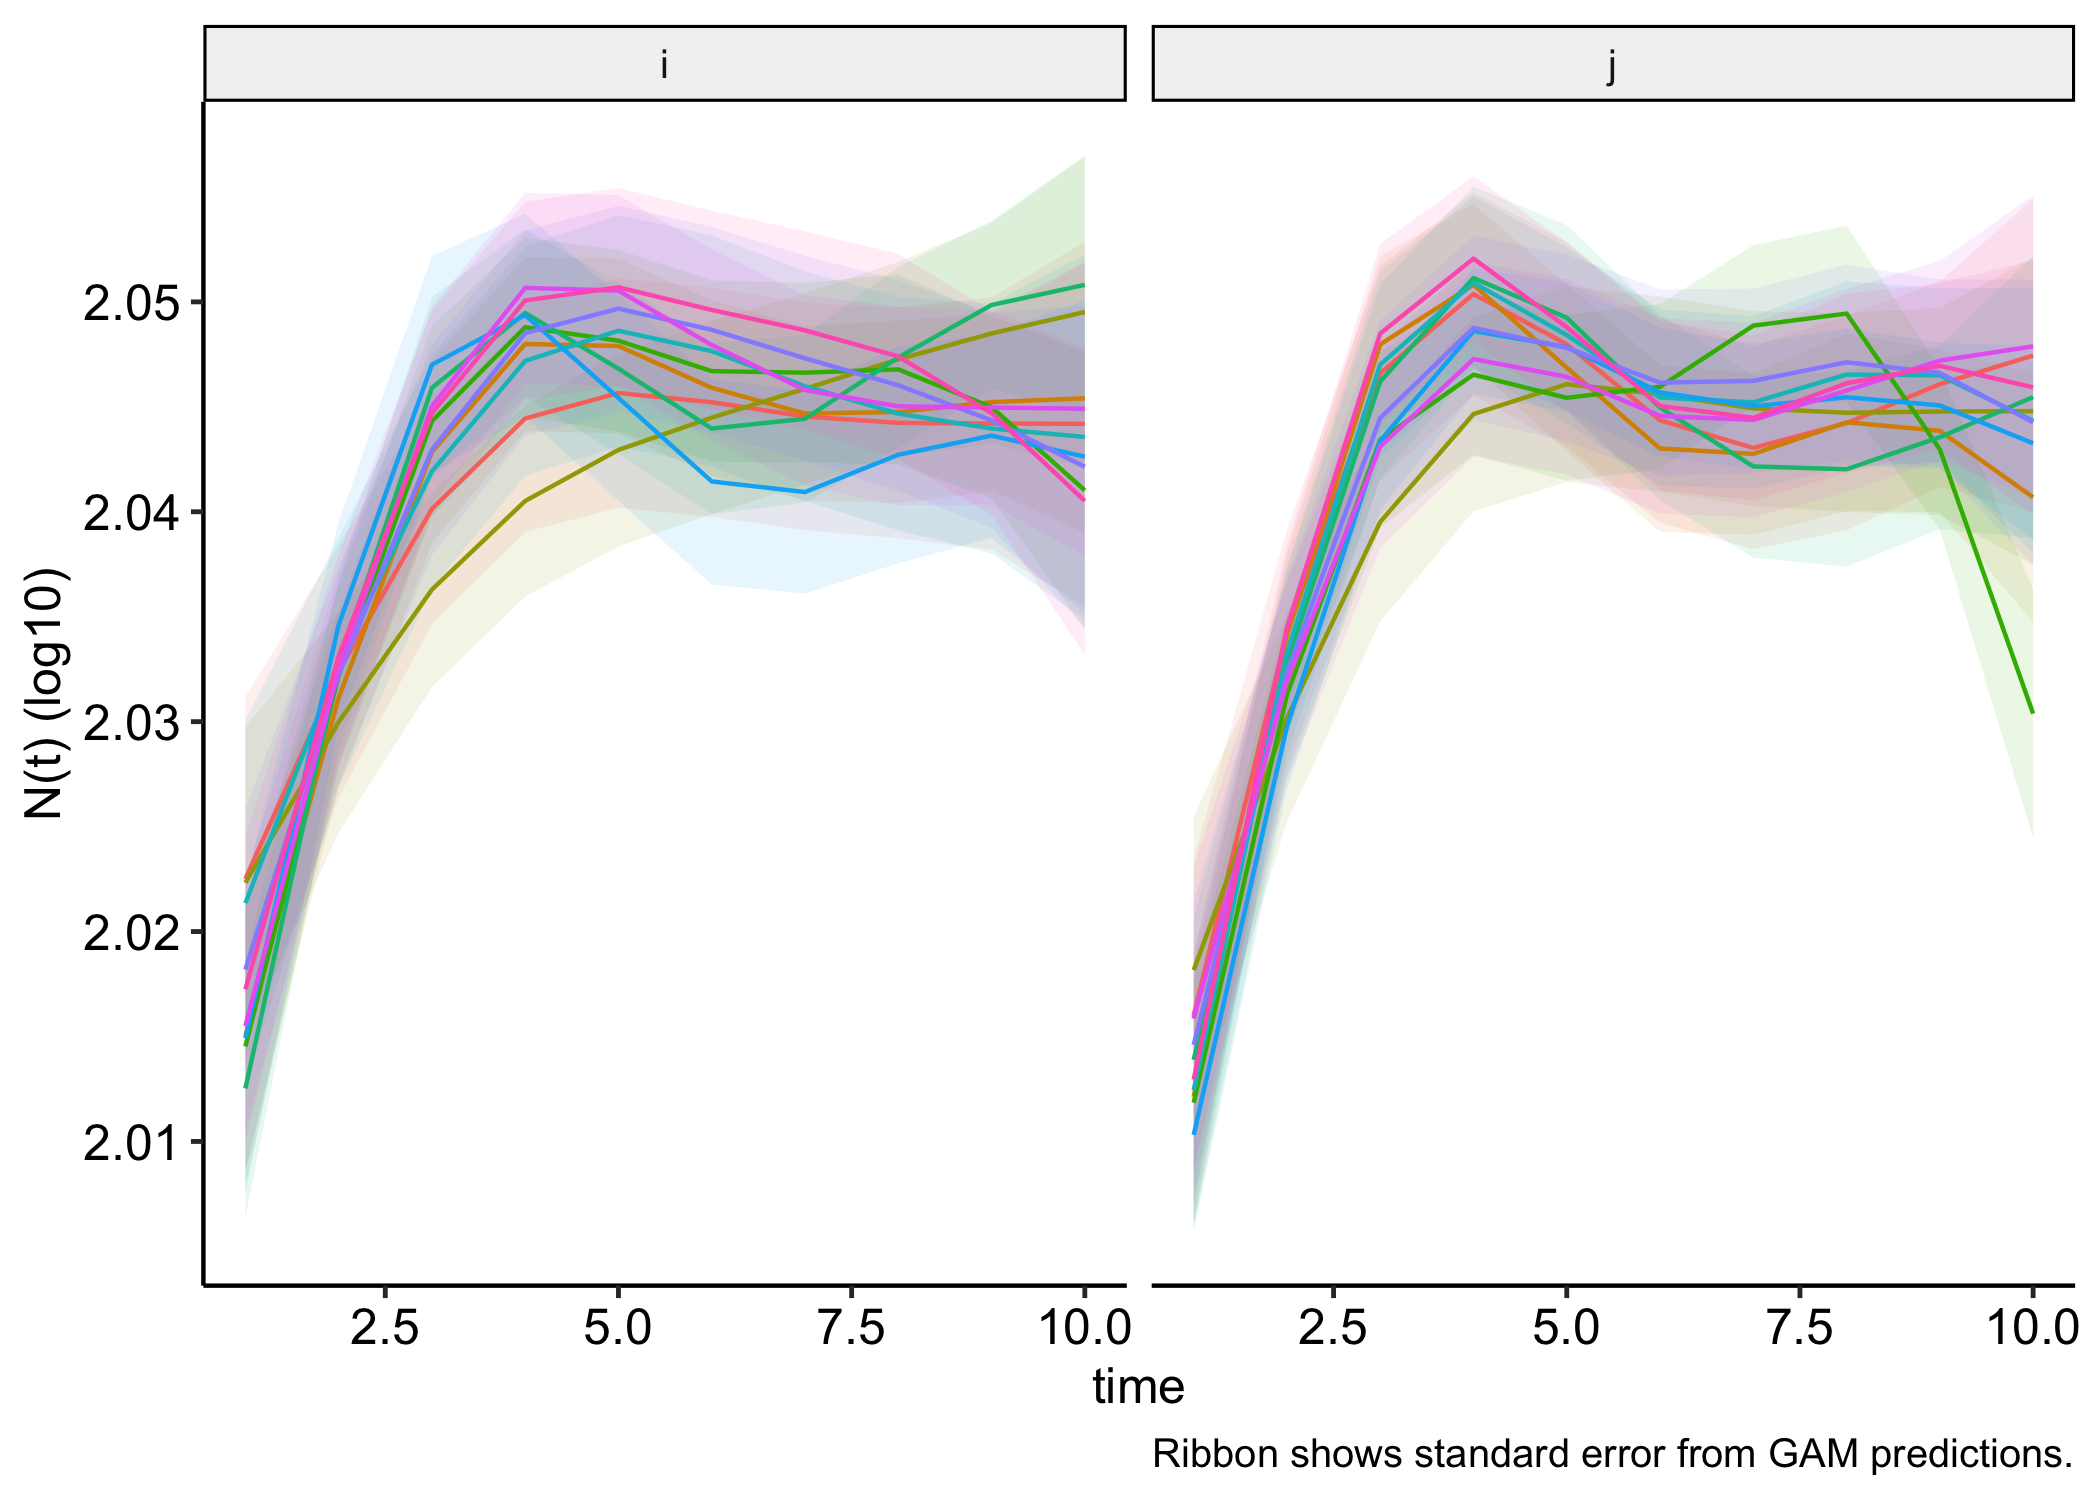 i
j
N(t) (log10)
2.05
2.04
2.03
2.02
2.01
2.5 5.0 7.5 10.0
2.5 5.0 7.5 10.0
time
Ribbon shows standard error from GAM predictions.